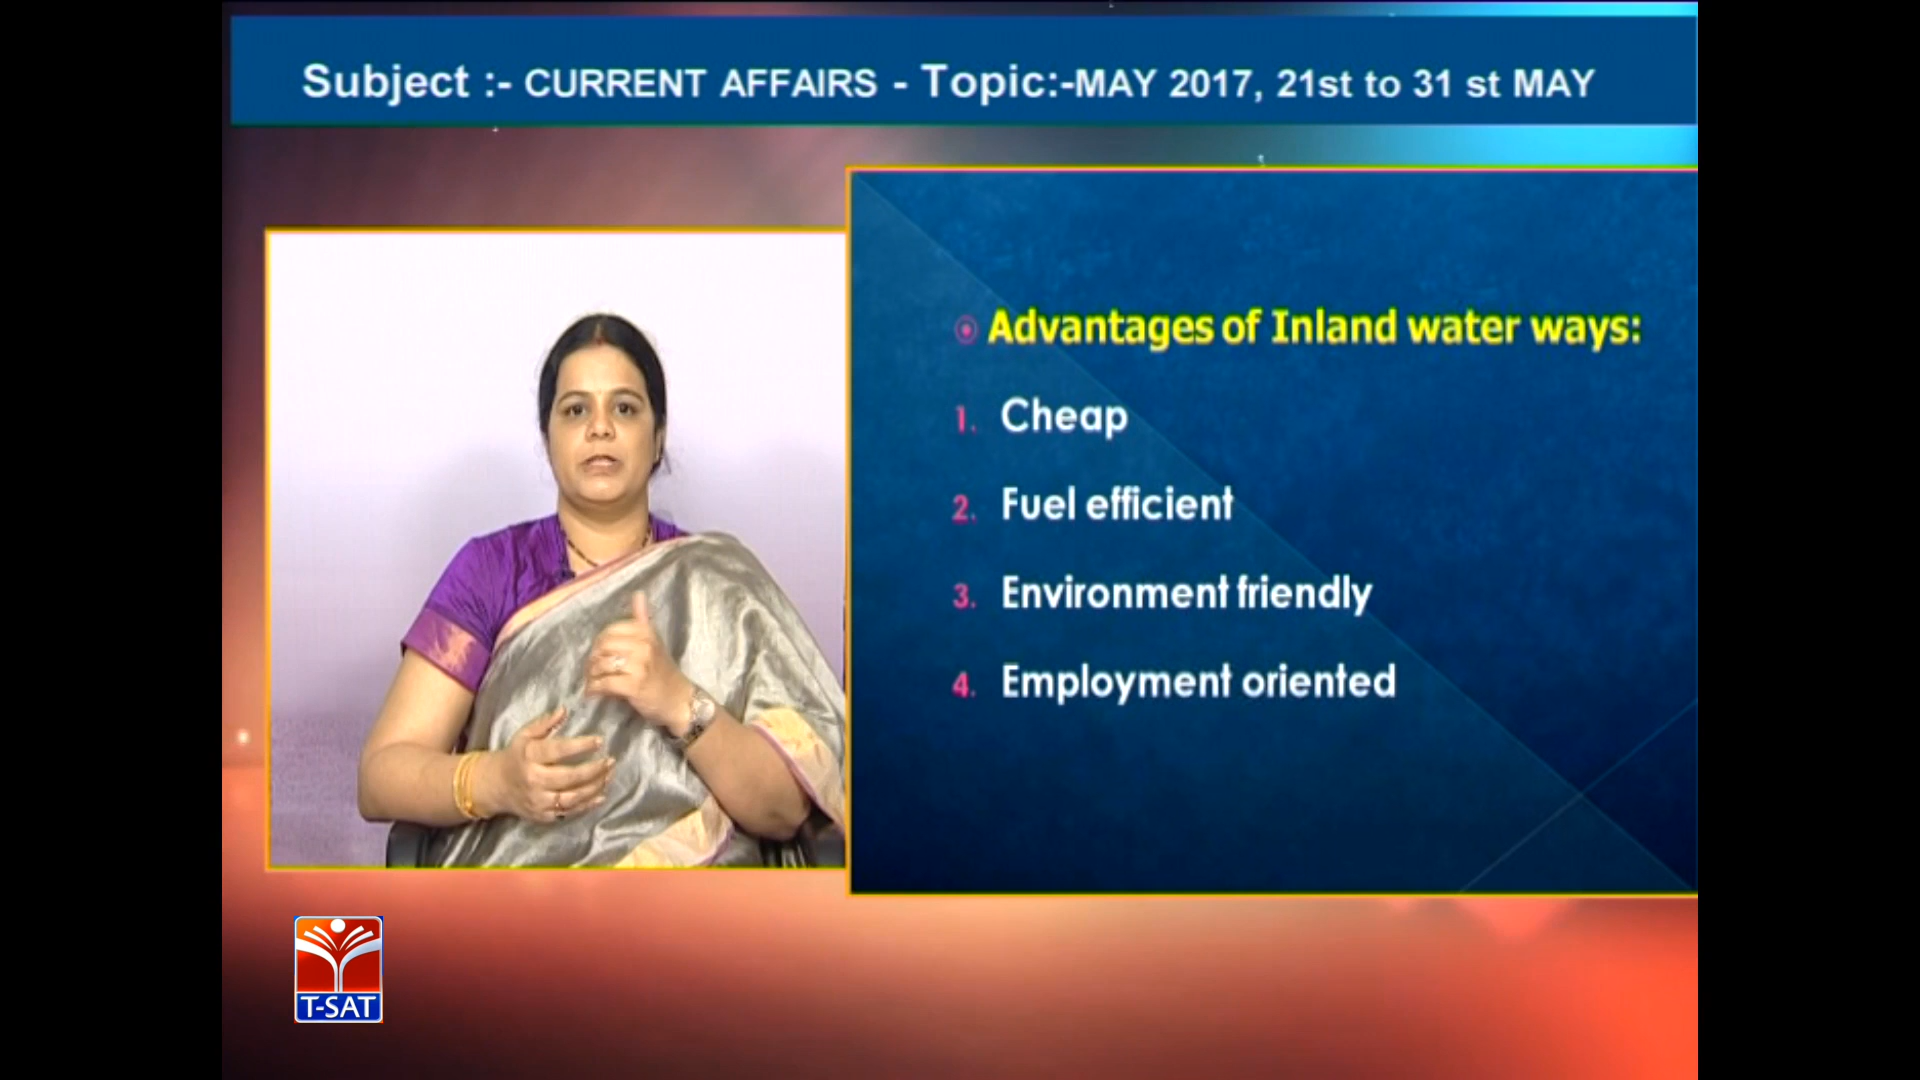 Subject :- CURRENT AFFAIRS - Topic:-MAY 2017, 21st to 31 st MAY
Advantages of Inland water ways:
1. Cheap
2. Fuel efficient
3. Environment friendly
4. Employment oriented
T-SAT